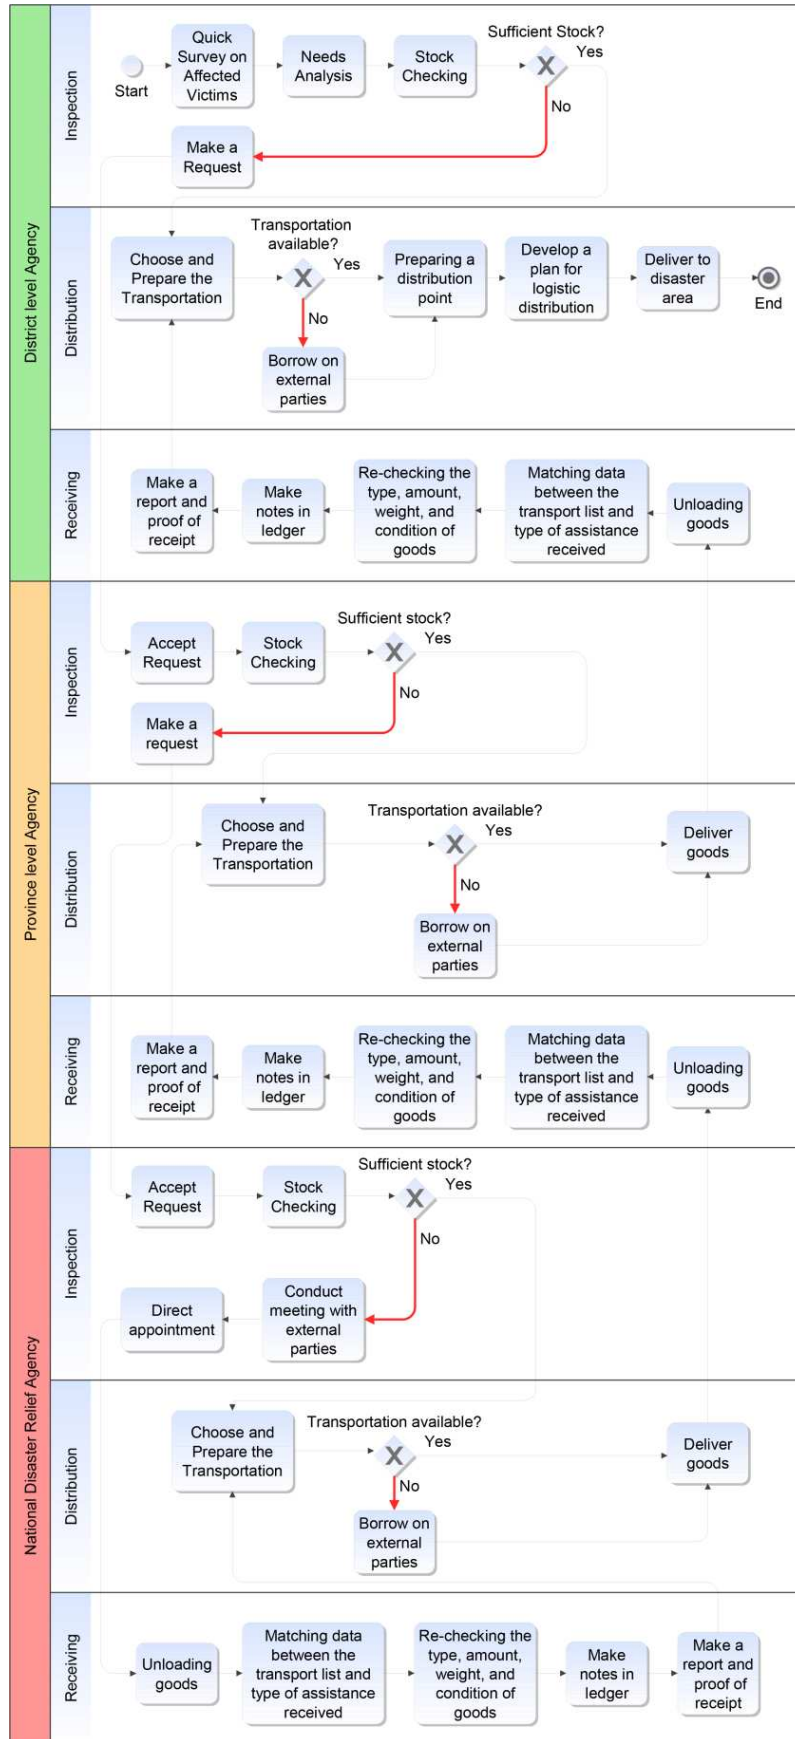 District level Agency
Inspection
Start
Quick
Survey on
Affected
Victims
Needs
Analysis
Stock
Checking
Sufficient Stock?
Yes
No
Make a
Request
Distribution
Choose and
Prepare the
Transportation
Transportation
available?
Yes
No
Borrow on
external
parties
Preparing a
distribution
point
Develop a
plan for
logistic
distribution
Deliver to
disaster
area
End
Receiving
Make a
report and
proof of
receipt
Make
notes in
ledger
Re-checking the
type, amount,
weight, and
condition of
goods
Matching data
between the
transport list and
type of assistance
received
Unloading
goods
Province level Agency
Inspection
Accept
Request
Stock
Checking
Sufficient stock?
Yes
No
Make a
request
Distribution
Choose and
Prepare the
Transportation
Transportation available?
Yes
No
Borrow on
external
parties
Deliver
goods
Receiving
Make a
report and
proof of
receipt
Make
notes in
ledger
Re-checking the
type, amount,
weight, and
condition of
goods
Matching data
between the
transport list and
type of assistance
received
Unloading
goods
National Disaster Relief Agency
Inspection
Accept
Request
Stock
Checking
Sufficient stock?
Yes
No
Direct
appointment
Conduct
meeting with
external
parties
Distribution
Choose and
Prepare the
Transportation
Transportation available?
Yes
No
Borrow on
external
parties
Deliver
goods
Receiving
Unloading
goods
Matching data
between the
transport list and
type of assistance
received
Re-checking the
type, amount,
weight, and
condition of
goods
Make
notes in
ledger
Make a
report and
proof of
receipt